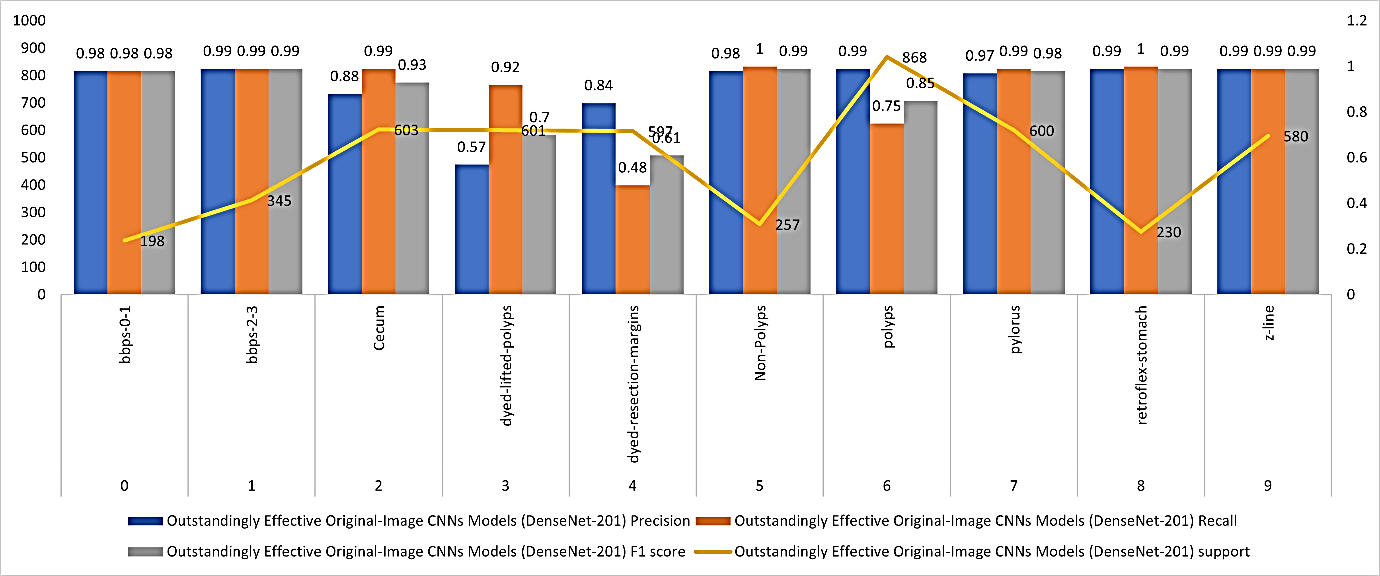 1000
900
800
700
600
500
400
300
200
100
0
1.2
1
0.8
0.6
0.4
0.2
0
0.98 0.98 0.98
0.99 0.99 0.99
0.88 0.99 0.93
0.57 0.92 0.7
0.84 0.48 0.61
0.98 1 0.99
0.99 0.75 0.85
0.97 0.99 0.98
0.99 1 0.99
0.99 0.99 0.99
198
345
603
601
597
257
868
600
230
580
bbps-0-1
bbps-2-3
Cecum
dyed-lifted-polyps
dyed-resection-margins
Non-Polyps
polyps
pylorus
retroflex-stomach
z-line
0 1 2 3 4 5 6 7 8 9
Outstandingly Effective Original-Image CNNs Models (DenseNet-201) Precision
Outstandingly Effective Original-Image CNNs Models (DenseNet-201) Recall
Outstandingly Effective Original-Image CNNs Models (DenseNet-201) F1 score
Outstandingly Effective Original-Image CNNs Models (DenseNet-201) support